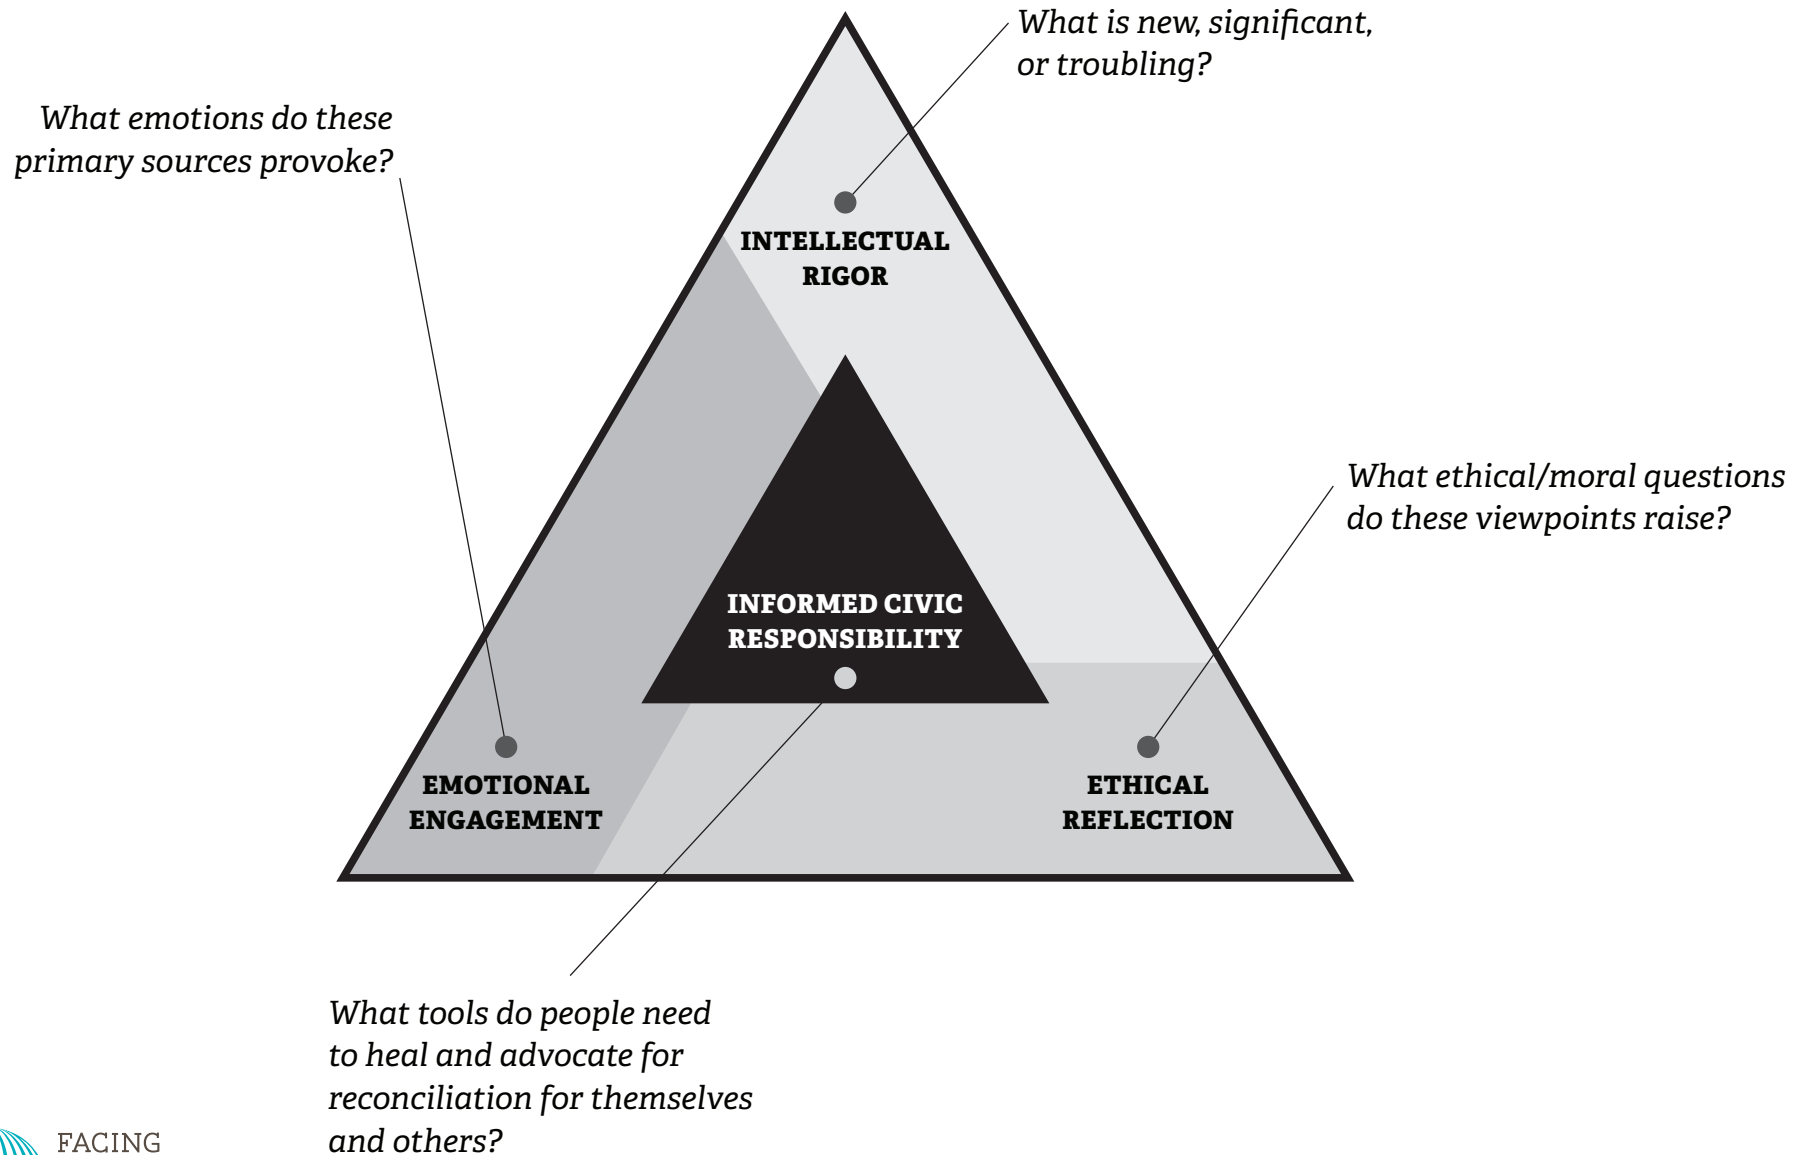 What is new, significant,
or troubling?
What emotions do these
primary sources provoke?
INTELLECTUAL
RIGOR
What ethical/moral questions
do these viewpoints raise?
INFORMED CIVIC
RESPONSIBILITY
EMOTIONAL
ENGAGEMENT
ETHICAL
REFLECTION
What tools do people need
to heal and advocate for
reconciliation for themselves
and others?
FACING